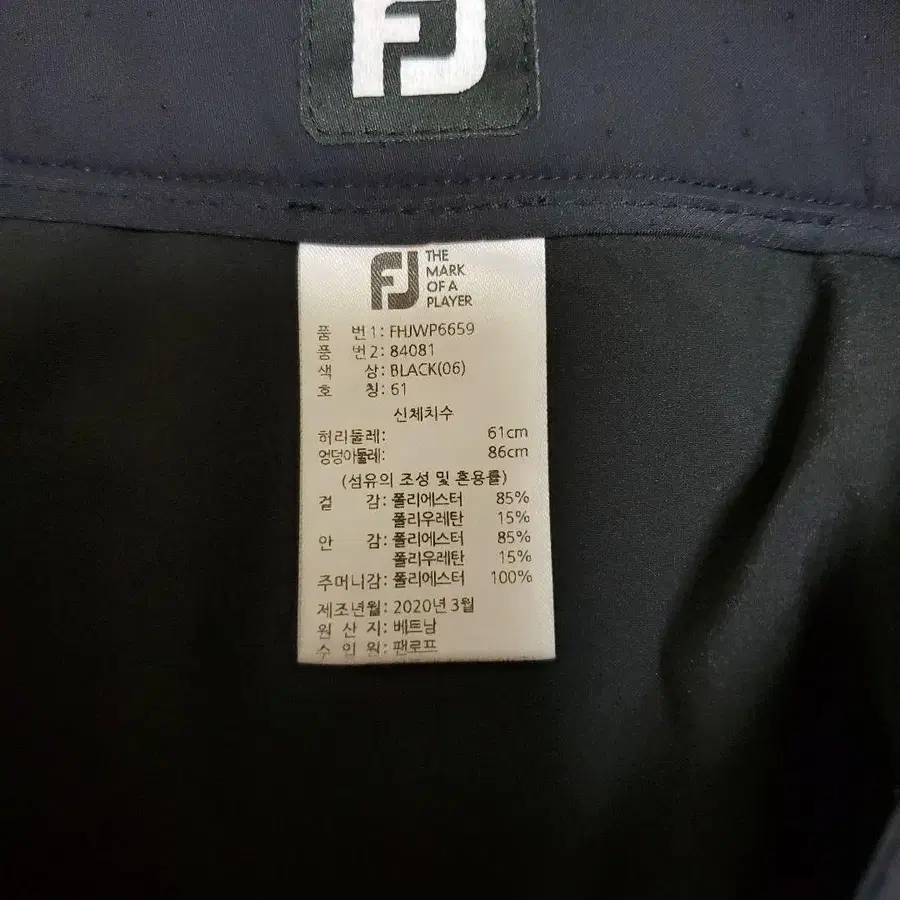 FJ
FJ THE
MARK
OF A
PLAYER
품 번1: FHJWP6659
품 번2: 84081
색 상: BLACK(06)
호 칭: 61
신체치수
허리둘레: 61cm
엉덩이둘레: 86cm
(섬유의 조성 및 혼용률)
겉 감: 폴리에스터 85%
폴리우레탄 15%
안 감: 폴리에스터 85%
폴리우레탄 15%
주머니감: 폴리에스터 100%
제조년월: 2020년 3월
원 산 지: 베트남
수 입 원: 팬로프